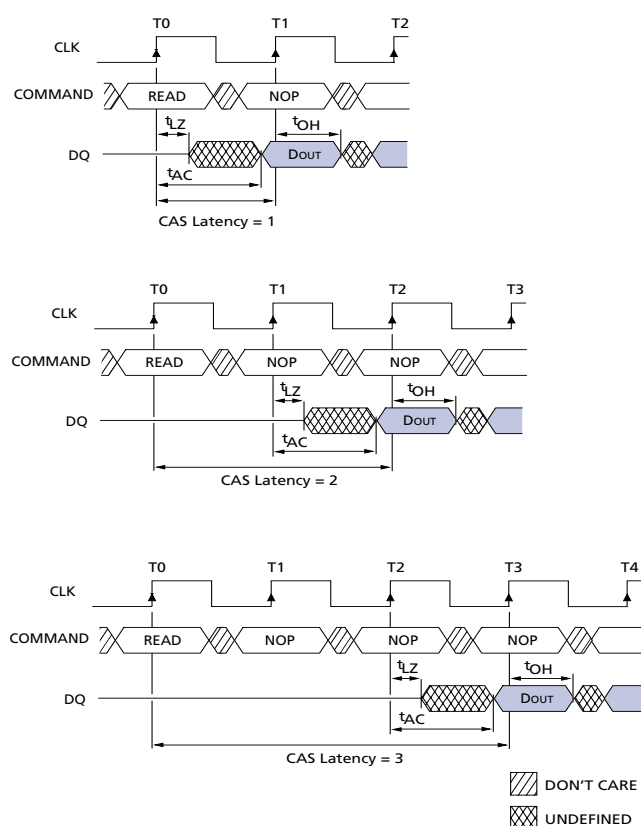 T0 T1 T2
CLK
COMMAND READ NOP
tLZ tOH
DQ DOUT
tAC
CAS Latency = 1
T0 T1 T2 T3
CLK
COMMAND READ NOP NOP
tLZ tOH
DQ DOUT
tAC
CAS Latency = 2
T0 T1 T2 T3 T4
CLK
COMMAND READ NOP NOP NOP
tLZ tOH
DQ DOUT
tAC
CAS Latency = 3
DON'T CARE
UNDEFINED